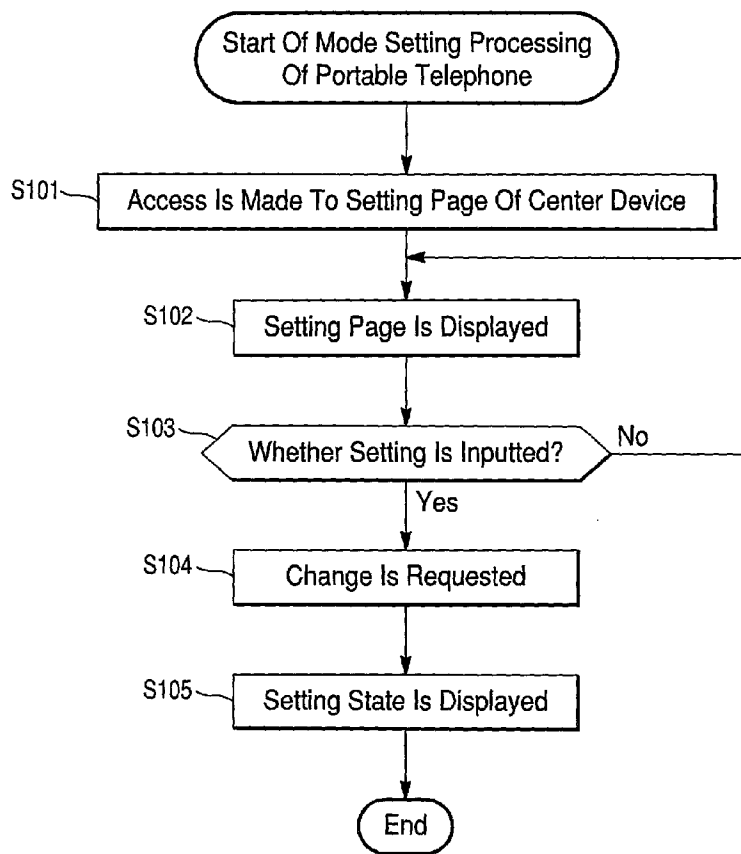 Start Of Mode Setting Processing
Of Portable Telephone
S101
Access Is Made To Setting Page Of Center Device
S102
Setting Page Is Displayed
S103
Whether Setting Is Inputted?
No
Yes
S104
Change Is Requested
S105
Setting State Is Displayed
End